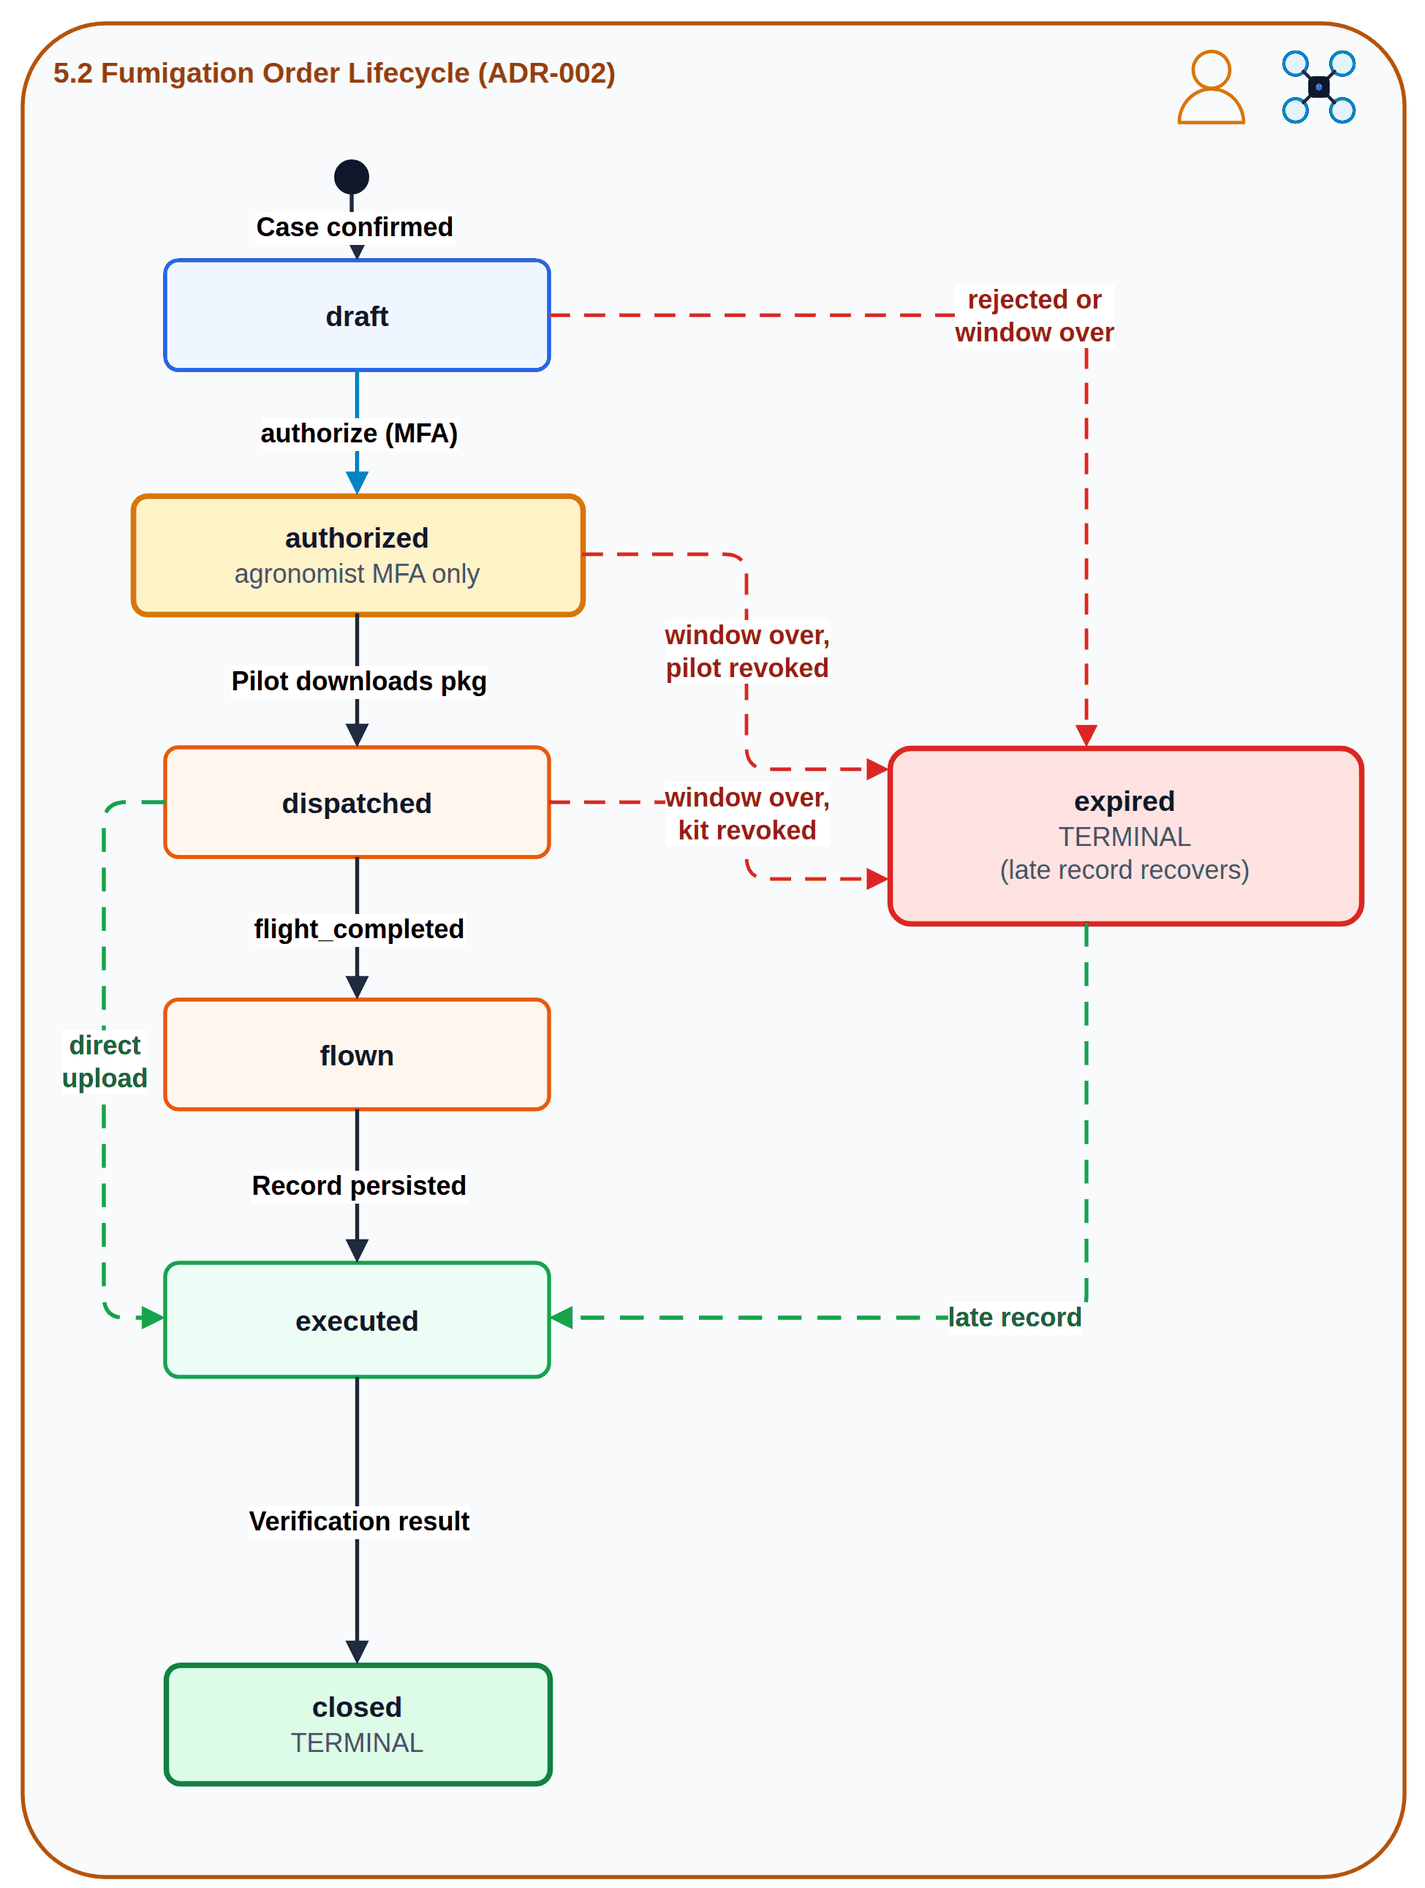 5.2 Fumigation Order Lifecycle (ADR-002)
Case confirmed
draft
rejected or
window over
authorize (MFA)
authorized
agronomist MFA only
window over,
pilot revoked
Pilot downloads pkg
dispatched
window over,
kit revoked
expired
TERMINAL
(late record recovers)
flight_completed
flown
direct
upload
Record persisted
executed
late record
Verification result
closed
TERMINAL